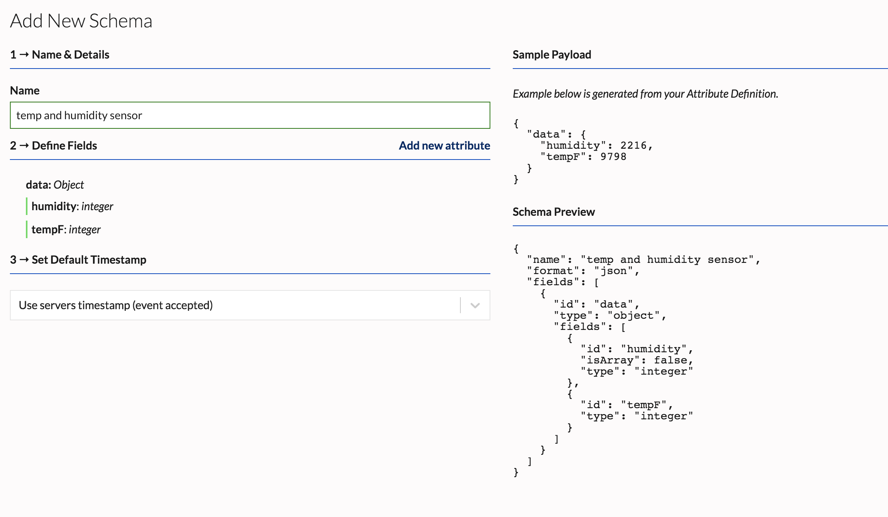 Add New Schema
1 → Name & Details
Name
temp and humidity sensor
2 → Define Fields
Add new attribute
data: Object
humidity: integer
tempF: integer
3 → Set Default Timestamp
Use servers timestamp (event accepted)
Sample Payload
Example below is generated from your Attribute Definition.
{
  "data": {
    "humidity": 2216,
    "tempF": 9798
  }
}
Schema Preview
{
  "name": "temp and humidity sensor",
  "format": "json",
  "fields": [
    {
      "id": "data",
      "type": "object",
      "fields": [
        {
          "id": "humidity",
          "isArray": false,
          "type": "integer"
        },
        {
          "id": "tempF",
          "type": "integer"
        }
      ]
    }
  ]
}